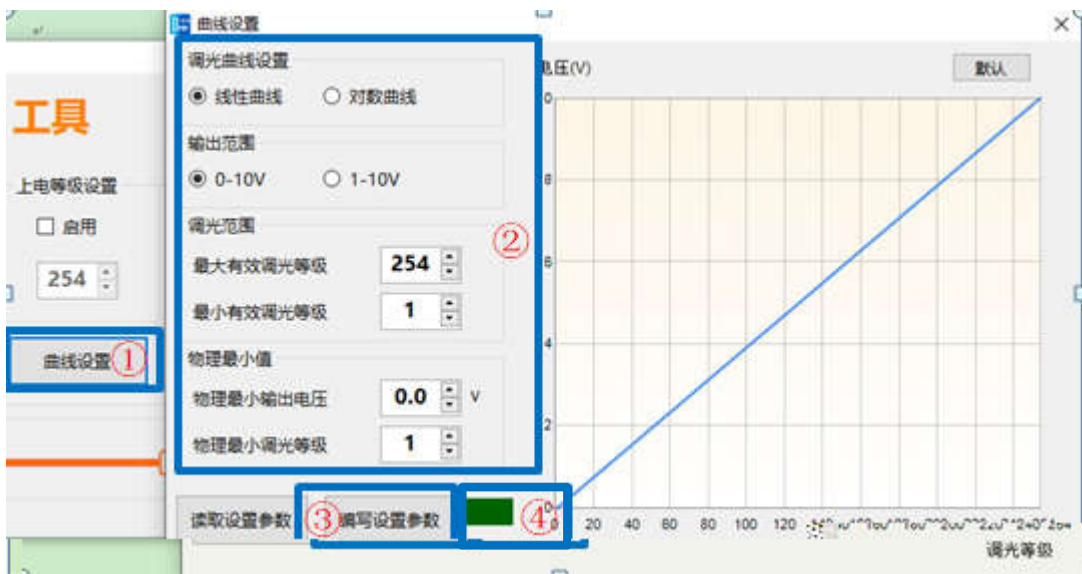 曲线设置
调光曲线设置
线性曲线 对数曲线
输出范围
0-10V 1-10V
调光范围
最大有效调光等级 254
最小有效调光等级 1
物理最小值
物理最小输出电压 0.0 V
物理最小调光等级 1
读取设置参数 编写设置参数
工具
上电等级设置
启用
254
曲线设置
①
②
③
④
电压(V)
默认
0
8
6
4
2
0
0 20 40 60 80 100 120
调光等级